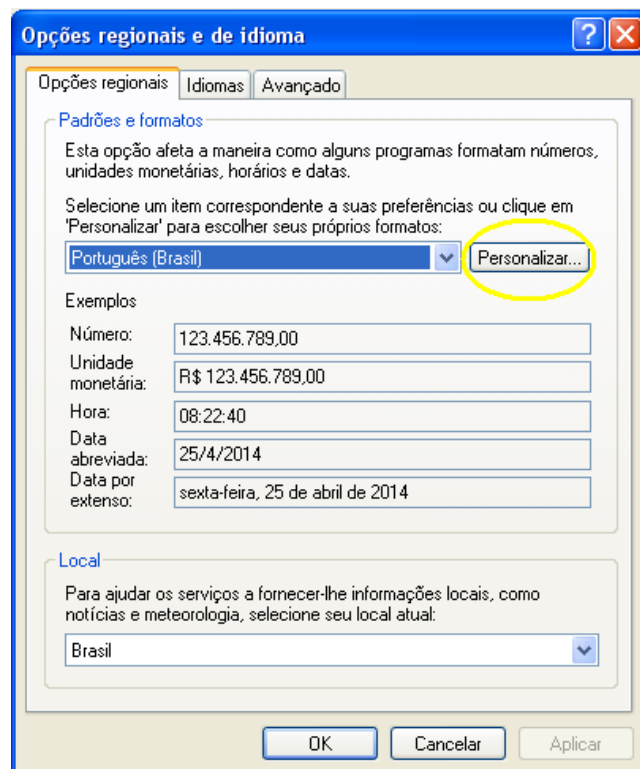 Opções regionais e de idioma
Opções regionais Idiomas Avançado
Padrões e formatos
Esta opção afeta a maneira como alguns programas formatam números,
unidades monetárias, horários e datas.
Selecione um item correspondente a suas preferências ou clique em
'Personalizar' para escolher seus próprios formatos:
Português (Brasil) Personalizar...
Exemplos
Número: 123.456.789,00
Unidade
monetária: R$ 123.456.789,00
Hora: 08:22:40
Data
abreviada: 25/4/2014
Data por
extenso: sexta-feira, 25 de abril de 2014
Local
Para ajudar os serviços a fornecer-lhe informações locais, como
notícias e meteorologia, selecione seu local atual:
Brasil
OK Cancelar Aplicar